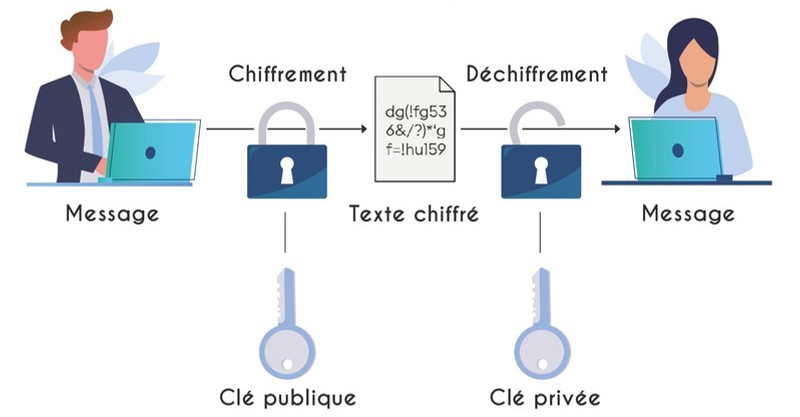 Chiffrement
Déchiffrement
dg(!fg53
6&/?)*'g
f=!hu159
Message
Texte chiffré
Message
Clé publique
Clé privée